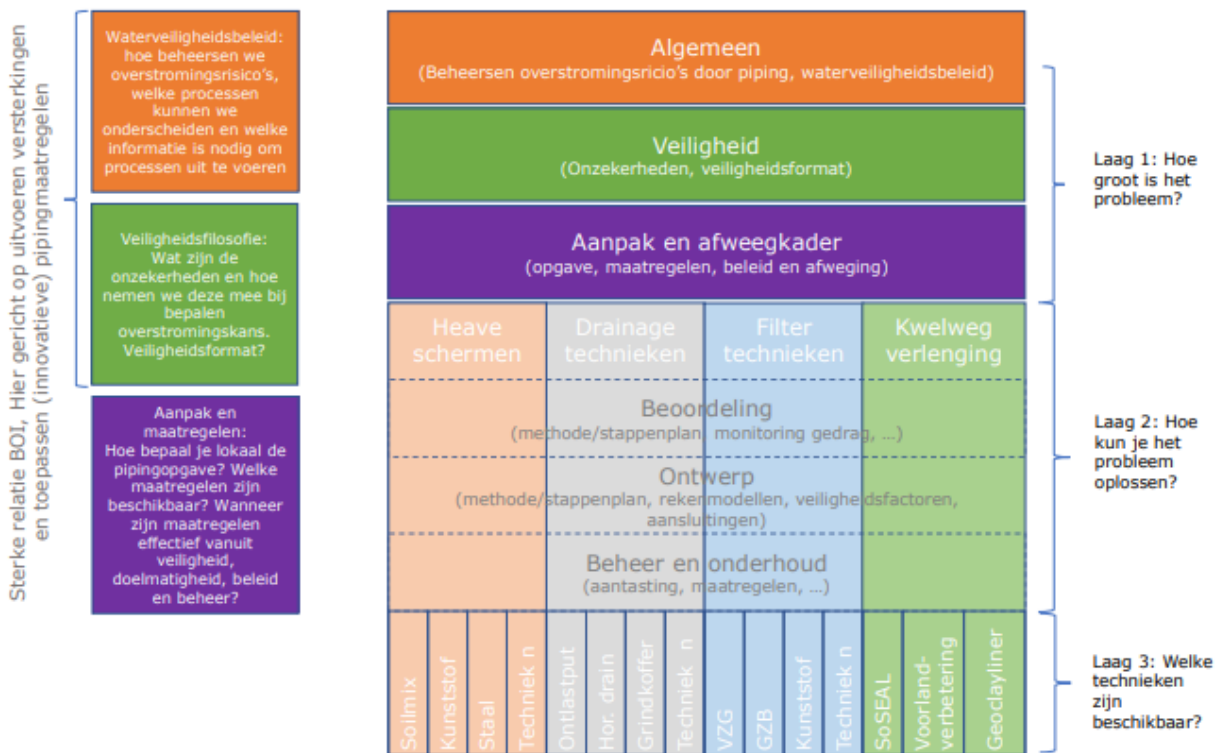 Sterke relatie BOI, Hier gericht op uitvoeren versterkingen
en toepassen (innovatieve) pipingmaatregelen
Waterveiligheidsbeleid:
hoe beheersen we
overstromingsrisico's,
welke processen
kunnen we
onderscheiden en welke
informatie is nodig om
processen uit te voeren
Veiligheidsfilosofie:
Wat zijn de
onzekerheden en hoe
nemen we deze mee bij
bepalen
overstromingskans.
Veiligheidsformat?
Aanpak en
maatregelen:
Hoe bepaal je lokaal de
pipingopgave? Welke
maatregelen zijn
beschikbaar? Wanneer
zijn maatregelen
effectief vanuit
veiligheid,
doelmatigheid, beleid
en beheer?
Algemeen
(Beheersen overstromingsricio's door piping, waterveiligheidsbeleid)
Veiligheid
(Onzekerheden, veiligheidsformat)
Aanpak en afweegkader
(opgave, maatregelen, beleid en afweging)
Laag 1: Hoe
groot is het
probleem?
Heave
schermen
Drainage
technieken
Filter
technieken
Kwelweg
verlenging
Beoordeling
(methode/stappenplan, monitoring gedrag, ...)
Ontwerp
(methode/stappenplan, rekenmodellen, veiligheidsfactoren,
aansluitingen)
Beheer en onderhoud
(aantasting, maatregelen, ...)
Laag 2: Hoe
kun je het
probleem
oplossen?
Soilmix
Kunststof
Staal
Techniek n
Ontlastput
Hor. drain
Grindkoffer
Techniek n
VZG
GZB
Kunststof
Techniek n
SoSEAL
Voorland-
verbetering
Geoclayliner
Laag 3: Welke
technieken
zijn
beschikbaar?